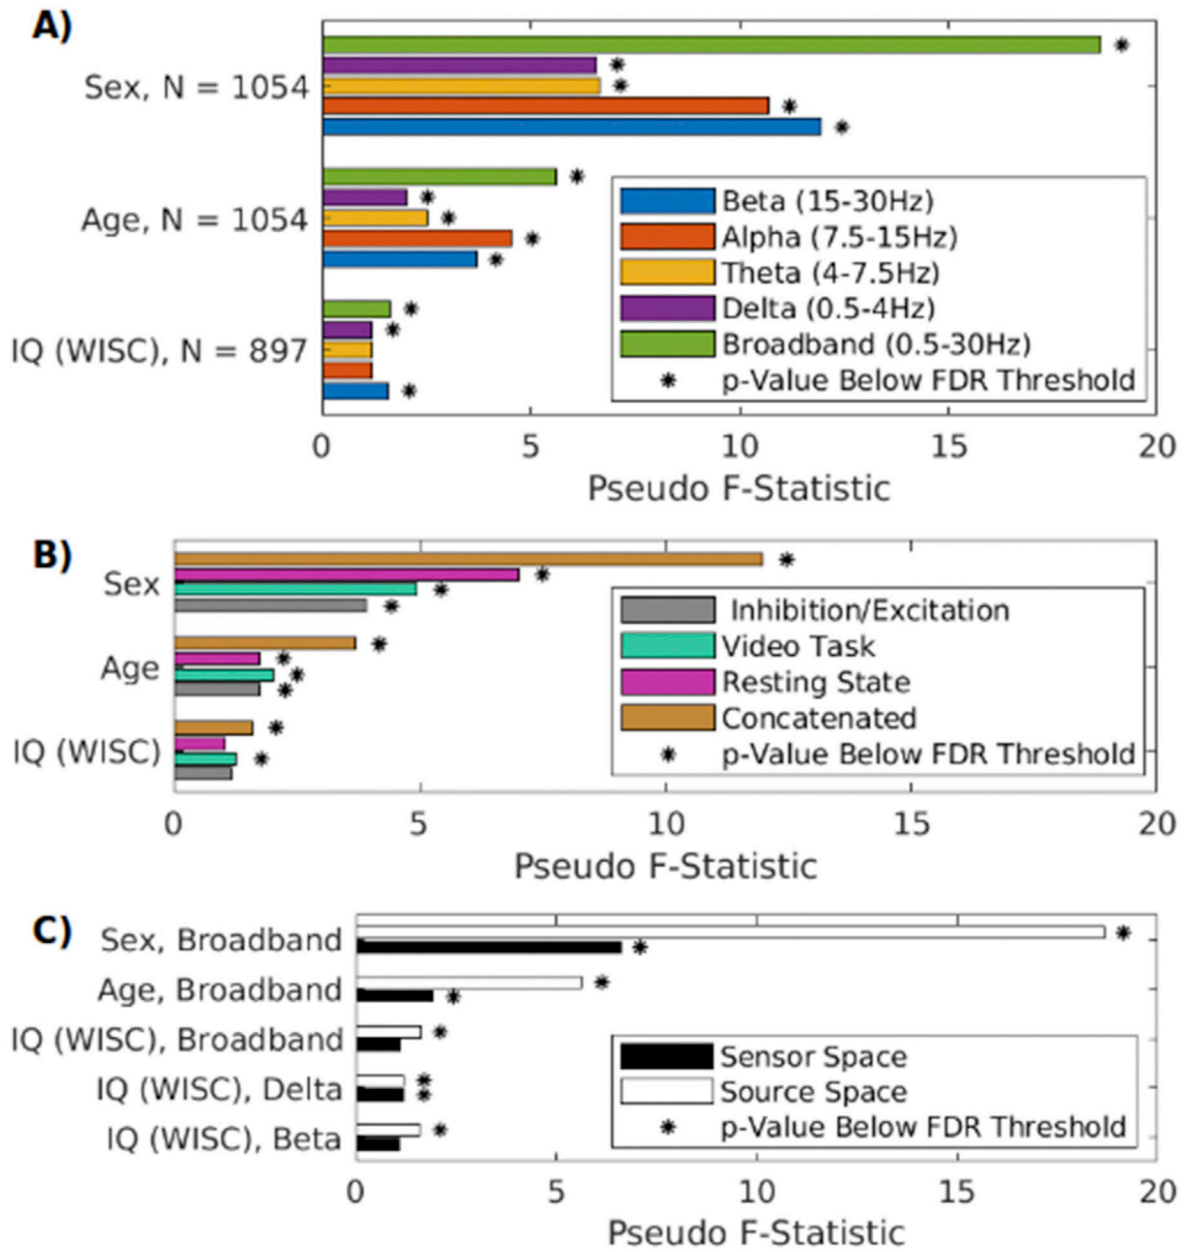 A)
Sex, N = 1054
Age, N = 1054
IQ (WISC), N = 897
Beta (15-30Hz)
Alpha (7.5-15Hz)
Theta (4-7.5Hz)
Delta (0.5-4Hz)
Broadband (0.5-30Hz)
* p-Value Below FDR Threshold
0 5 10 15 20
Pseudo F-Statistic
B)
Sex
Age
IQ (WISC)
Inhibition/Excitation
Video Task
Resting State
Concatenated
* p-Value Below FDR Threshold
0 5 10 15 20
Pseudo F-Statistic
C)
Sex, Broadband
Age, Broadband
IQ (WISC), Broadband
IQ (WISC), Delta
IQ (WISC), Beta
Sensor Space
Source Space
* p-Value Below FDR Threshold
0 5 10 15 20
Pseudo F-Statistic